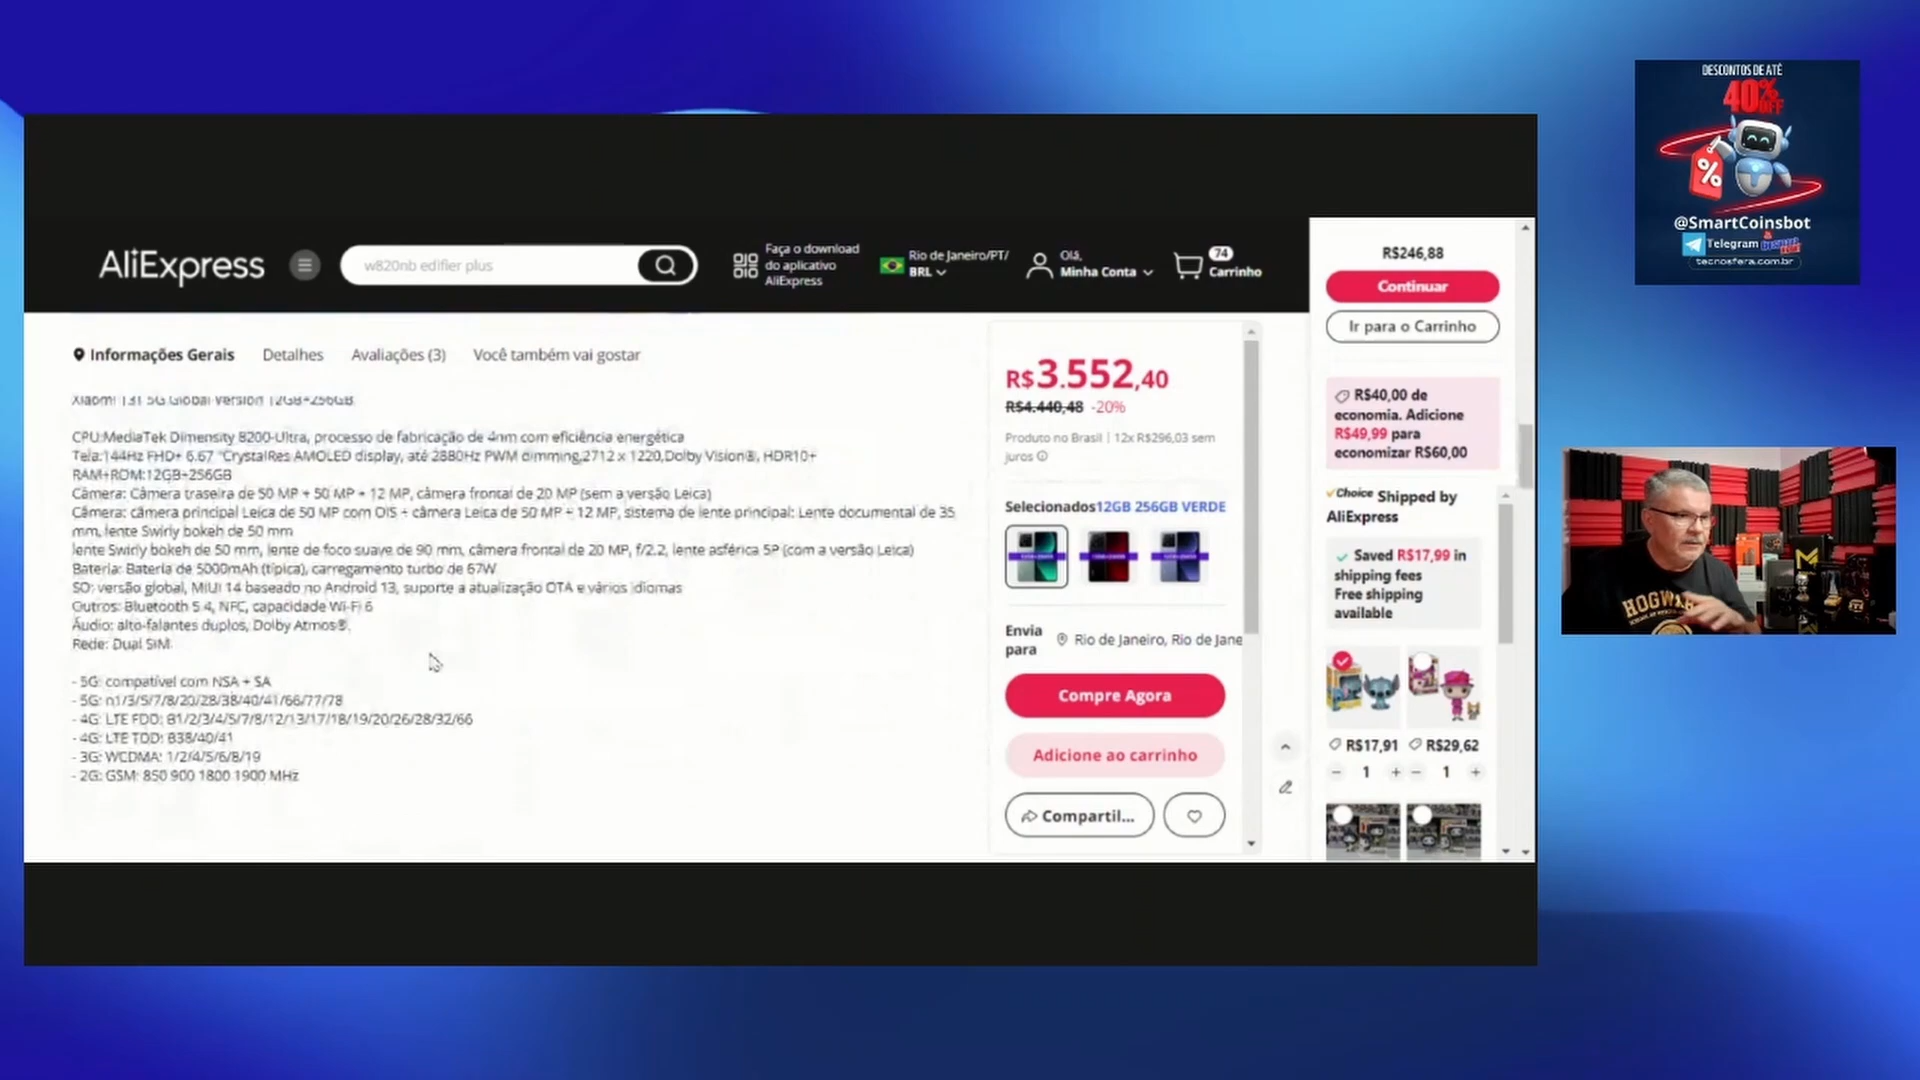 DESCONTOS DE ATÉ
40%
OFF
%
@SmartCoinsbot
Telegram
tecnosfera.com.br
AliExpress
w820nb edifier plus
Faça o download
do aplicativo
AliExpress
Rio de Janeiro/PT/
BRL
Olá,
Minha Conta
74
Carrinho
R$246,88
Continuar
Ir para o Carrinho
Informações Gerais
Detalhes
Avaliações (3)
Você também vai gostar
Xiaomi 13T 5G Global Version 12GB+256GB
CPU:MediaTek Dimensity 8200-Ultra, processo de fabricação de 4nm com eficiência energética
Tela:144Hz FHD+ 6.67 "CrystalRes AMOLED display, até 2880Hz PWM dimming,2712 x 1220,Dolby Vision®, HDR10+
RAM+ROM:12GB+256GB
Câmera: Câmera traseira de 50 MP + 50 MP + 12 MP, câmera frontal de 20 MP (sem a versão Leica)
Câmera: câmera principal Leica de 50 MP com OIS + câmera Leica de 50 MP + 12 MP, sistema de lente principal: Lente documental de 35
mm, lente Swirly bokeh de 50 mm
lente Swirly bokeh de 50 mm, lente de foco suave de 90 mm, câmera frontal de 20 MP, f/2.2, lente asférica 5P (com a versão Leica)
Bateria: Bateria de 5000mAh (típica), carregamento turbo de 67W
SO: versão global, MIUI 14 baseado no Android 13, suporte a atualização OTA e vários idiomas
Outros: Bluetooth 5.4, NFC, capacidade Wi-Fi 6
Áudio: alto-falantes duplos, Dolby Atmos®.
Rede: Dual SIM
- 5G: compatível com NSA + SA
- 5G: n1/3/5/7/8/20/28/38/40/41/66/77/78
- 4G: LTE FDD: B1/2/3/4/5/7/8/12/13/17/18/19/20/26/28/32/66
- 4G: LTE TDD: B38/40/41
- 3G: WCDMA: 1/2/4/5/6/8/19
- 2G: GSM: 850 900 1800 1900 MHz
R$3.552,40
R$4.440,48 -20%
Produto no Brasil | 12x R$296,03 sem
juros
Selecionados12GB 256GB VERDE
Envia
para
Rio de Janeiro, Rio de Jane
Compre Agora
Adicione ao carrinho
Compartil...
R$40,00 de
economia. Adicione
R$49,99 para
economizar R$60,00
Choice Shipped by
AliExpress
Saved R$17,99 in
shipping fees
Free shipping
available
R$17,91
R$29,62
− 1 +
− 1 +
HOGWAR